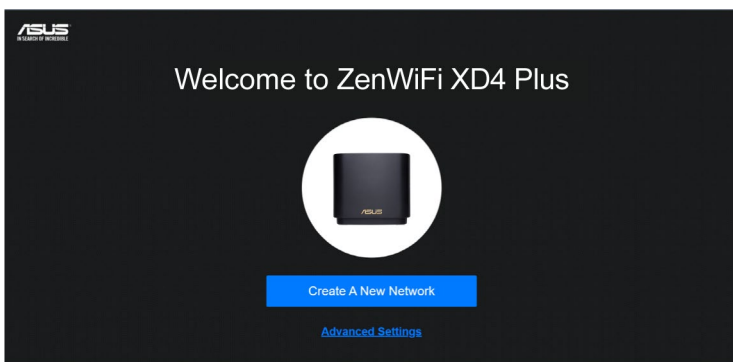 ASUS
IN SEARCH OF INCREDIBLE
Welcome to ZenWiFi XD4 Plus
ASUS
Create A New Network
Advanced Settings